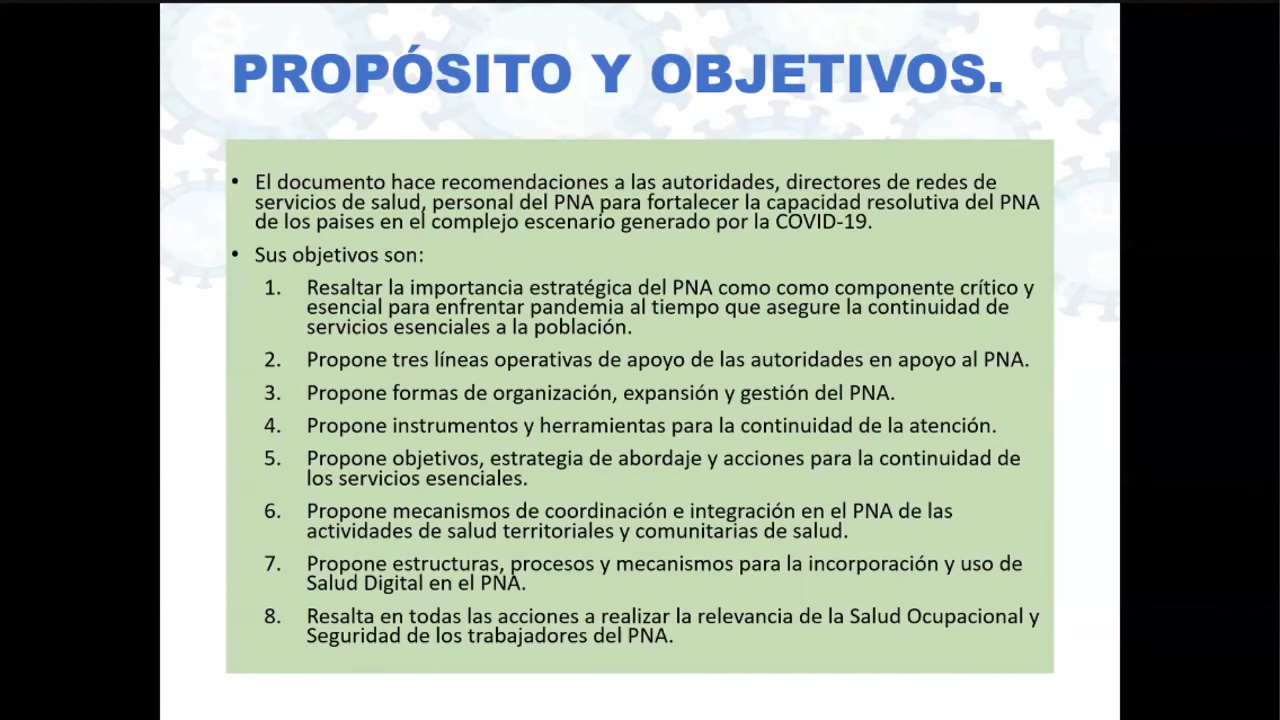 PROPÓSITO Y OBJETIVOS.
• El documento hace recomendaciones a las autoridades, directores de redes de
servicios de salud, personal del PNA para fortalecer la capacidad resolutiva del PNA
de los paises en el complejo escenario generado por la COVID-19.
• Sus objetivos son:
1. Resaltar la importancia estratégica del PNA como como componente crítico y
esencial para enfrentar pandemia al tiempo que asegure la continuidad de
servicios esenciales a la población.
2. Propone tres líneas operativas de apoyo de las autoridades en apoyo al PNA.
3. Propone formas de organización, expansión y gestión del PNA.
4. Propone instrumentos y herramientas para la continuidad de la atención.
5. Propone objetivos, estrategia de abordaje y acciones para la continuidad de
los servicios esenciales.
6. Propone mecanismos de coordinación e integración en el PNA de las
actividades de salud territoriales y comunitarias de salud.
7. Propone estructuras, procesos y mecanismos para la incorporación y uso de
Salud Digital en el PNA.
8. Resalta en todas las acciones a realizar la relevancia de la Salud Ocupacional y
Seguridad de los trabajadores del PNA.